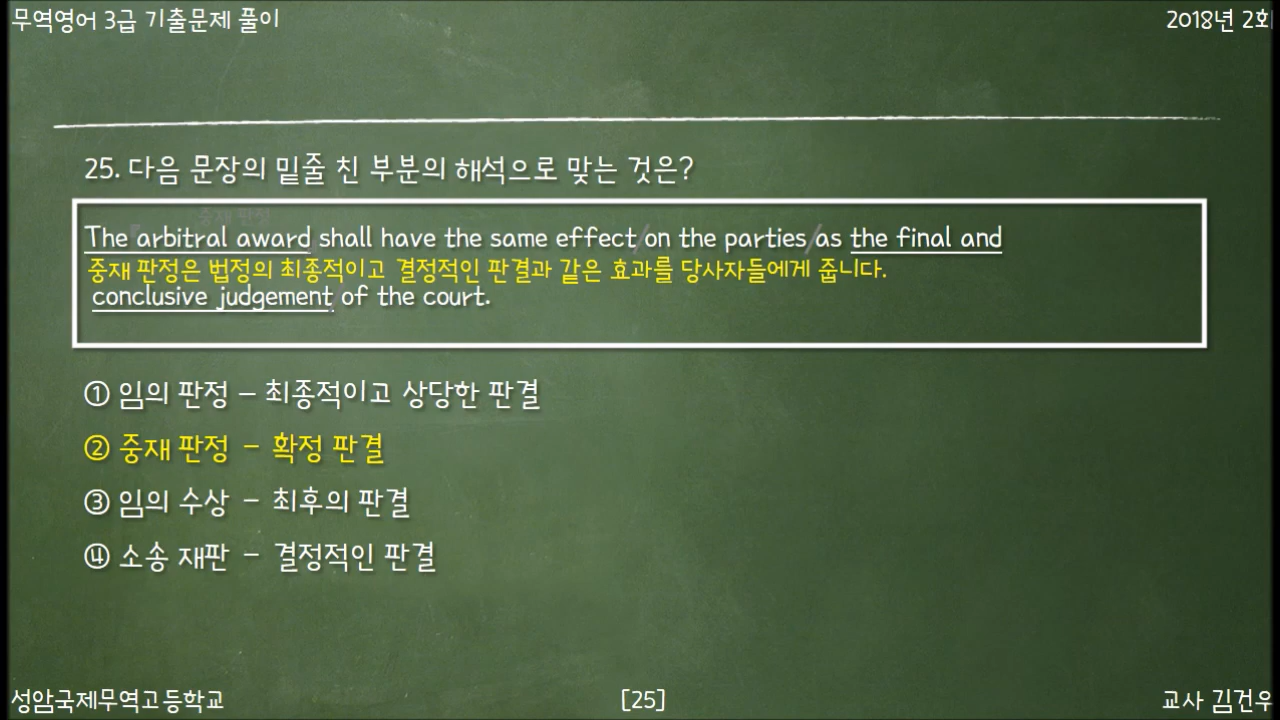 무역영어 3급 기출문제 풀이
2018년 2회
25. 다음 문장의 밑줄 친 부분의 해석으로 맞는 것은?
중재 판정
The arbitral award shall have the same effect/on the parties/as the final and
중재 판정은 법정의 최종적이고 결정적인 판결과 같은 효과를 당사자들에게 줍니다.
conclusive judgement of the court.
① 임의 판정 – 최종적이고 상당한 판결
② 중재 판정 – 확정 판결
③ 임의 수상 – 최후의 판결
④ 소송 재판 – 결정적인 판결
성암국제무역고등학교
[25]
교사 김건우